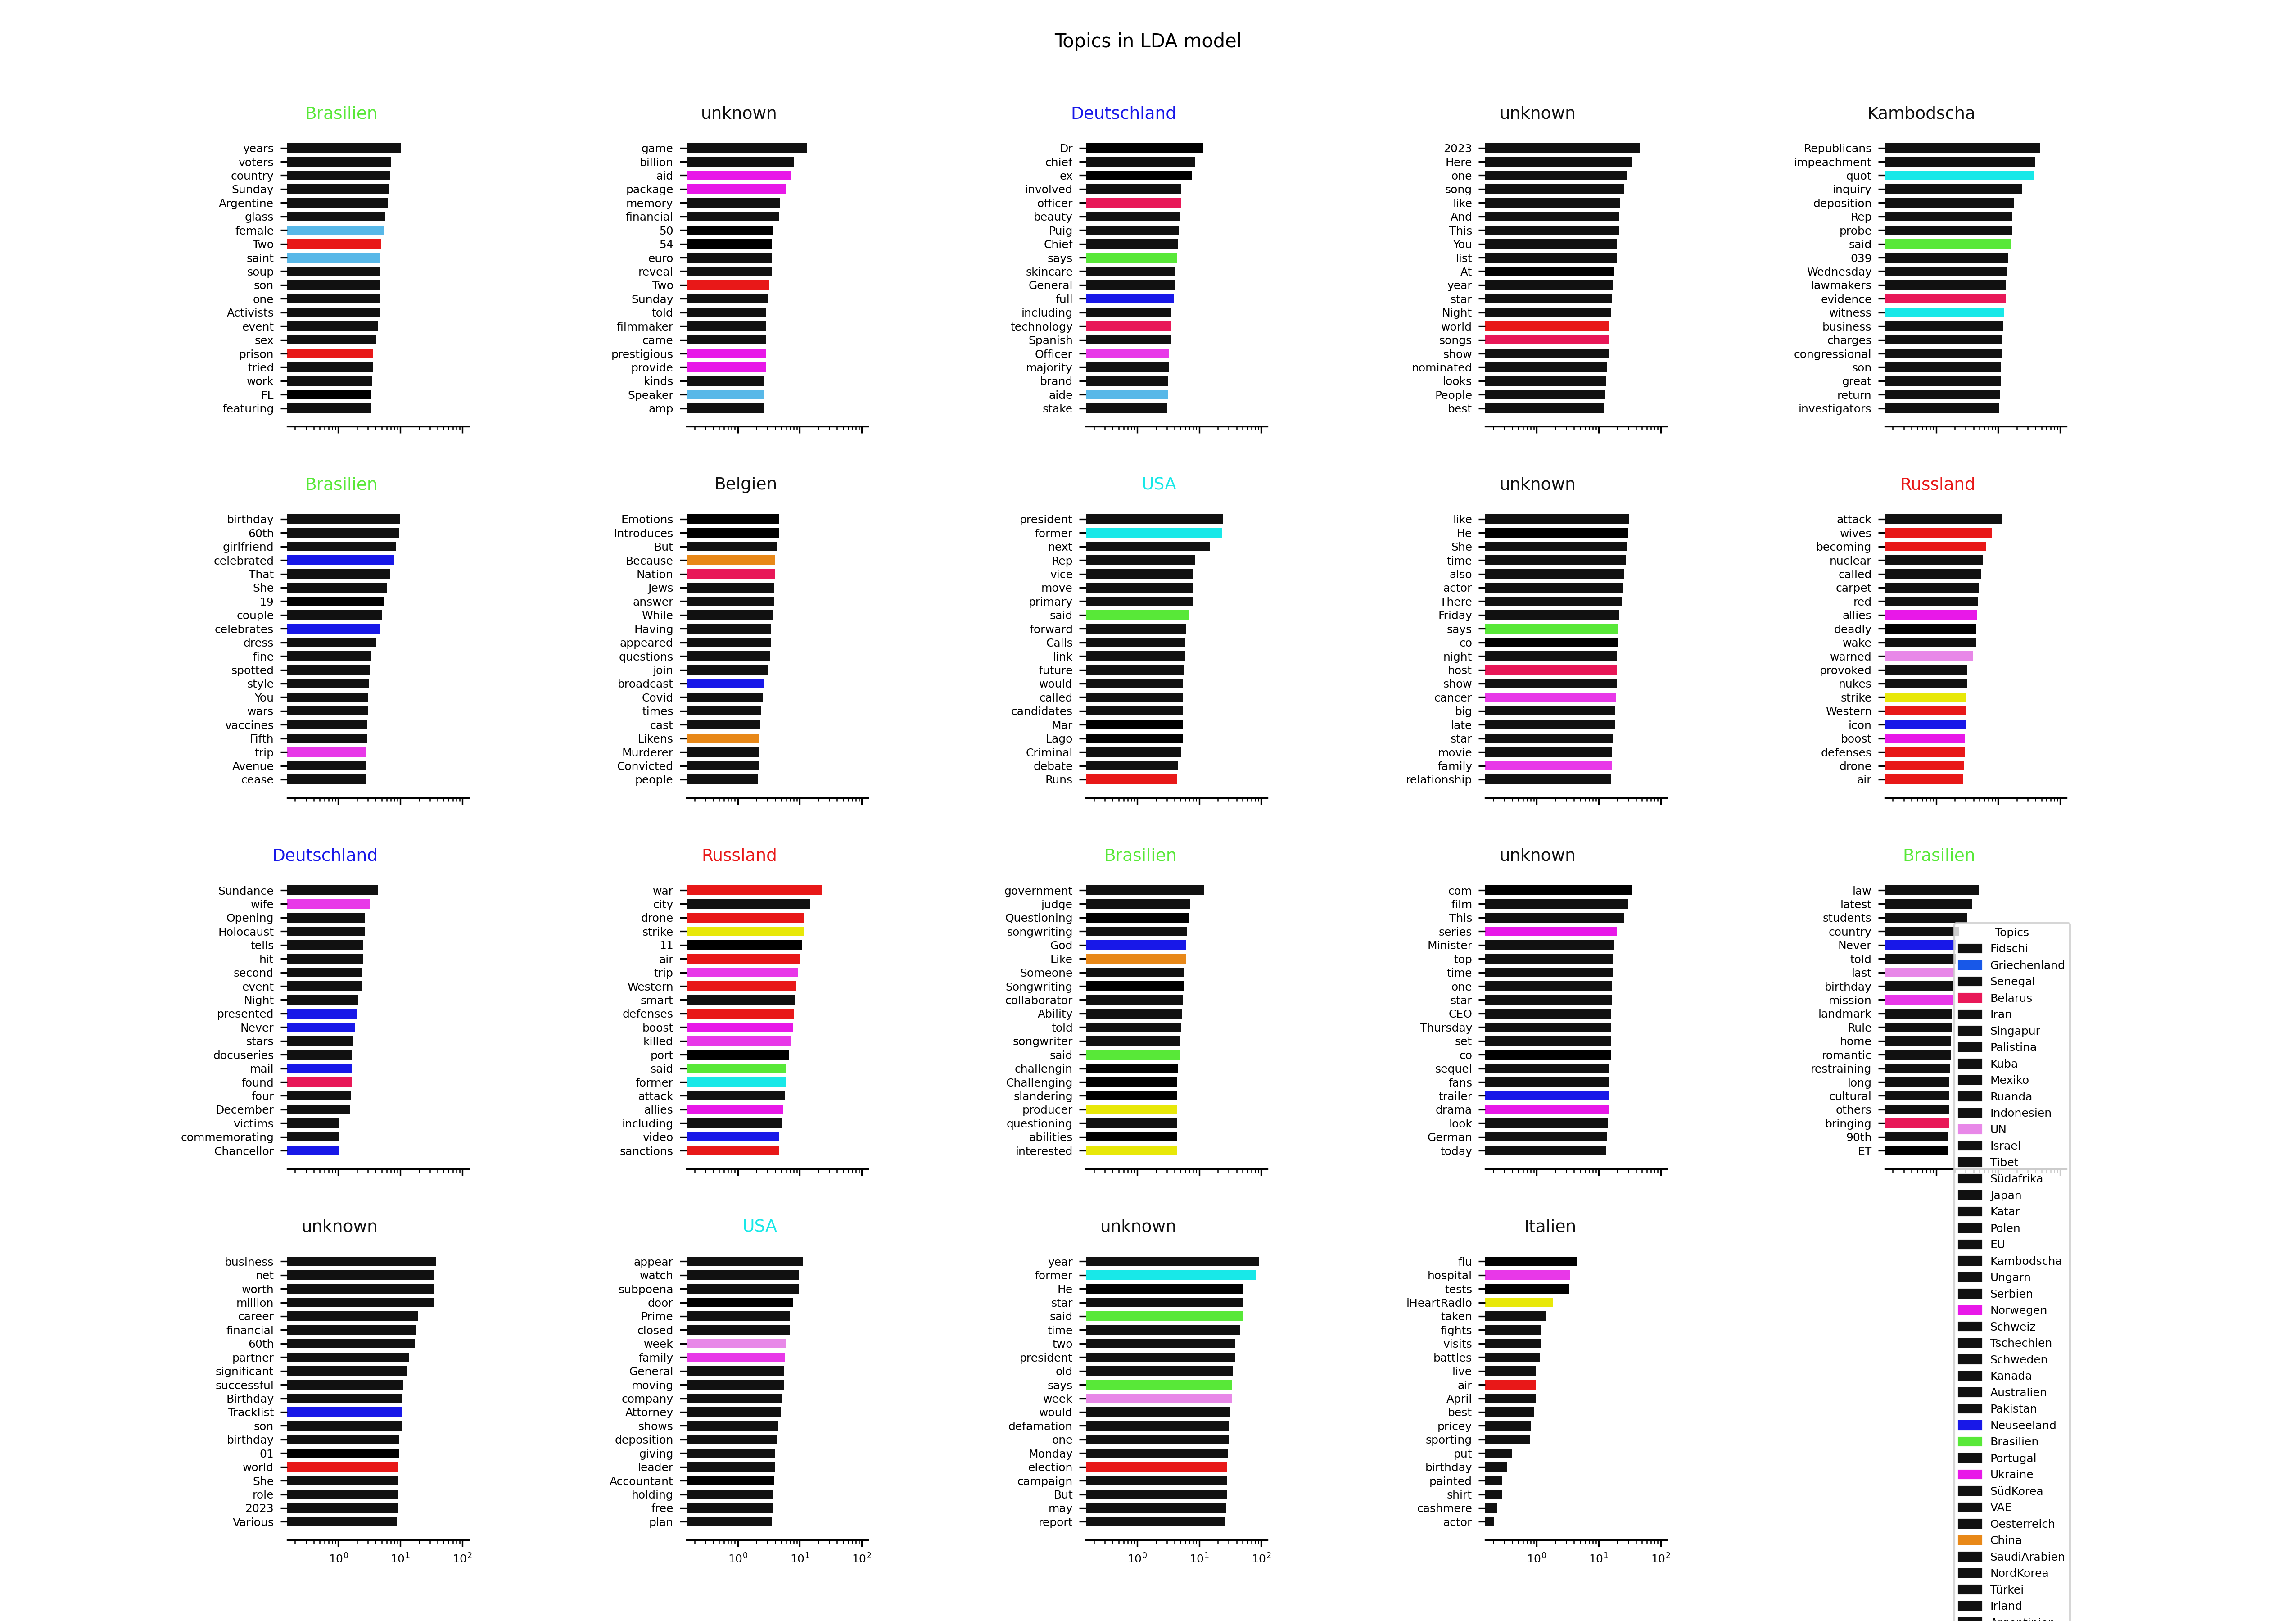 Topics in LDA model
Brasilien
years
voters
country
Sunday
Argentine
glass
female
Two
saint
soup
son
one
Activists
event
sex
prison
tried
work
FL
featuring
unknown
game
billion
aid
package
memory
financial
50
54
euro
reveal
Two
Sunday
told
filmmaker
came
prestigious
provide
kinds
Speaker
amp
Deutschland
Dr
chief
ex
involved
officer
beauty
Puig
Chief
says
skincare
General
full
including
technology
Spanish
Officer
majority
brand
aide
stake
unknown
2023
Here
one
song
like
And
This
You
list
At
year
star
Night
world
songs
show
nominated
looks
People
best
Kambodscha
Republicans
impeachment
quot
inquiry
deposition
Rep
probe
said
039
Wednesday
lawmakers
evidence
witness
business
charges
congressional
son
great
return
investigators
Brasilien
birthday
60th
girlfriend
celebrated
That
She
19
couple
celebrates
dress
fine
spotted
style
You
wars
vaccines
Fifth
trip
Avenue
cease
Belgien
Emotions
Introduces
But
Because
Nation
Jews
answer
While
Having
appeared
questions
join
broadcast
Covid
times
cast
Likens
Murderer
Convicted
people
USA
president
former
next
Rep
vice
move
primary
said
forward
Calls
link
future
would
called
candidates
Mar
Lago
Criminal
debate
Runs
unknown
like
He
She
time
also
actor
There
Friday
says
co
night
host
show
cancer
big
late
star
movie
family
relationship
Russland
attack
wives
becoming
nuclear
called
carpet
red
allies
deadly
wake
warned
provoked
nukes
strike
Western
icon
boost
defenses
drone
air
Deutschland
Sundance
wife
Opening
Holocaust
tells
hit
second
event
Night
presented
Never
stars
docuseries
mail
found
four
December
victims
commemorating
Chancellor
Russland
war
city
drone
strike
11
air
trip
Western
smart
defenses
boost
killed
port
said
former
attack
allies
including
video
sanctions
Brasilien
government
judge
Questioning
songwriting
God
Like
Someone
Songwriting
collaborator
Ability
told
songwriter
said
challengin
Challenging
slandering
producer
questioning
abilities
interested
unknown
com
film
This
series
Minister
top
time
one
star
CEO
Thursday
set
co
sequel
fans
trailer
drama
look
German
today
Brasilien
law
latest
students
country
Never
told
last
birthday
mission
landmark
Rule
home
romantic
restraining
long
cultural
others
bringing
90th
ET
unknown
business
net
worth
million
career
financial
60th
partner
significant
successful
Birthday
Tracklist
son
birthday
01
world
She
role
2023
Various
10⁰ 10¹ 10²
USA
appear
watch
subpoena
door
Prime
closed
week
family
General
moving
company
Attorney
shows
deposition
giving
leader
Accountant
holding
free
plan
10⁰ 10¹ 10²
unknown
year
former
He
star
said
time
two
president
old
says
week
would
defamation
one
Monday
election
campaign
But
may
report
10⁰ 10¹ 10²
Italien
flu
hospital
tests
iHeartRadio
taken
fights
visits
battles
live
air
April
best
pricey
sporting
put
birthday
painted
shirt
cashmere
actor
10⁰ 10¹ 10²
Topics
Fidschi
Griechenland
Senegal
Belarus
Iran
Singapur
Palistina
Kuba
Mexiko
Ruanda
Indonesien
UN
Israel
Tibet
Südafrika
Japan
Katar
Polen
EU
Kambodscha
Ungarn
Serbien
Norwegen
Schweiz
Tschechien
Schweden
Kanada
Australien
Pakistan
Neuseeland
Brasilien
Portugal
Ukraine
SüdKorea
VAE
Oesterreich
China
SaudiArabien
NordKorea
Türkei
Irland